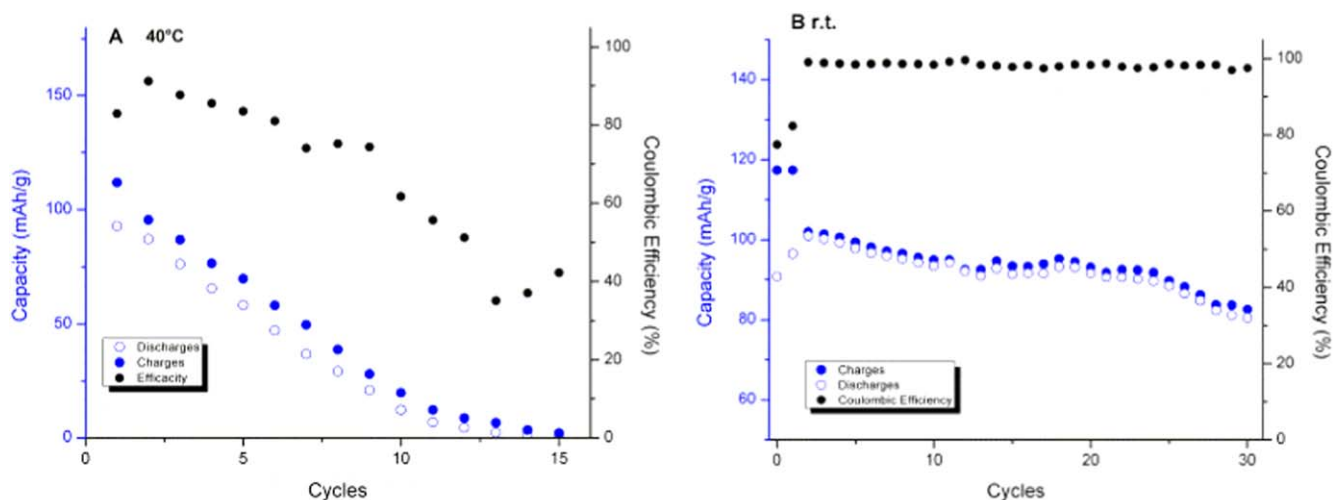 A 40°C
Capacity (mAh/g)
150
100
50
0
100
80
60
40
20
0
Coulombic Efficiency (%)
Discharges
Charges
Efficacity
0 5 10 15
Cycles
B r.t.
Capacity (mAh/g)
140
120
100
80
60
100
80
60
40
20
0
Coulombic Efficiency (%)
Charges
Discharges
Coulombic Efficiency
0 10 20 30
Cycles